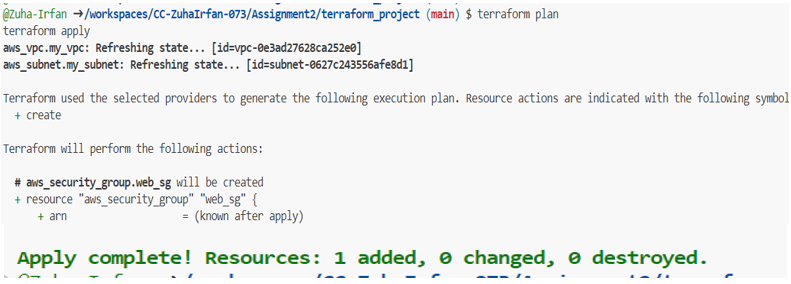 @Zuha-Irfan ➜/workspaces/CC-ZuhaIrfan-073/Assignment2/terraform_project (main) $ terraform plan
terraform apply
aws_vpc.my_vpc: Refreshing state... [id=vpc-0e3ad27628ca252e0]
aws_subnet.my_subnet: Refreshing state... [id=subnet-0627c243556afe8d1]
Terraform used the selected providers to generate the following execution plan. Resource actions are indicated with the following symbol
+ create
Terraform will perform the following actions:
# aws_security_group.web_sg will be created
+ resource "aws_security_group" "web_sg" {
+ arn = (known after apply)
Apply complete! Resources: 1 added, 0 changed, 0 destroyed.